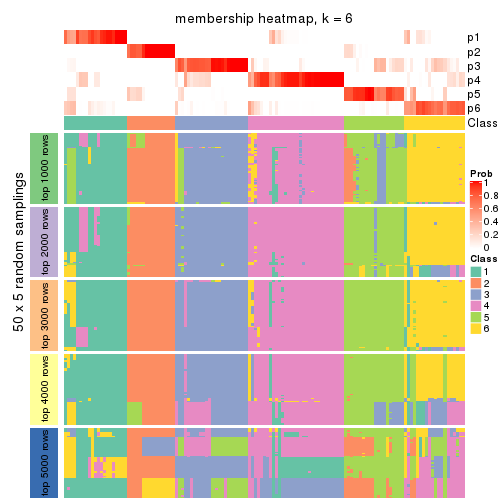 membership heatmap, k = 6
p1
p2
p3
p4
p5
p6
Class
50 x 5 random samplings
top 1000 rows
top 2000 rows
top 3000 rows
top 4000 rows
top 5000 rows
Prob
1
0.8
0.6
0.4
0.2
0
Class
1
2
3
4
5
6